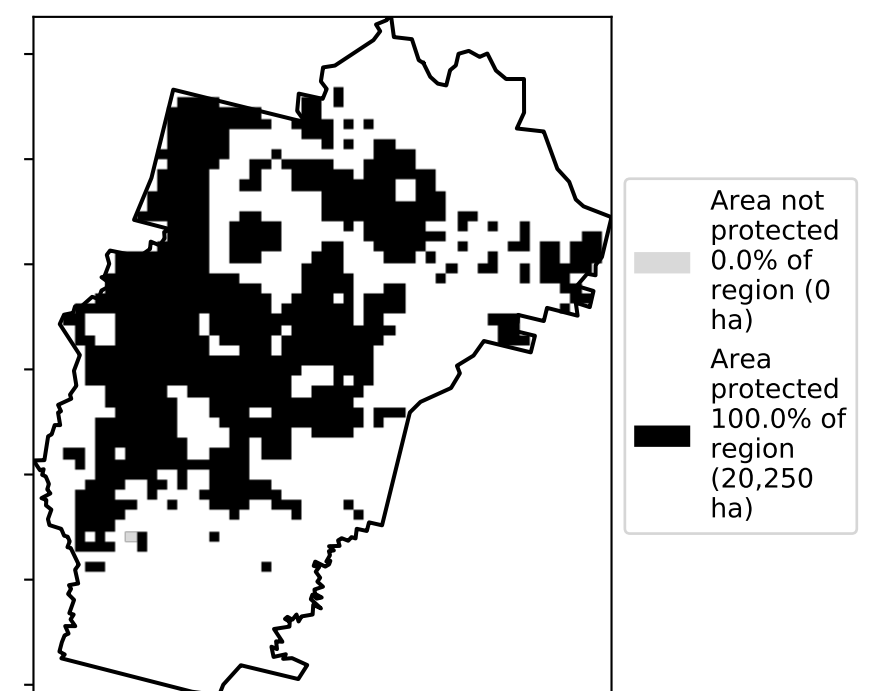 Area not
protected
0.0% of
region (0
ha)
Area
protected
100.0% of
region
(20,250
ha)